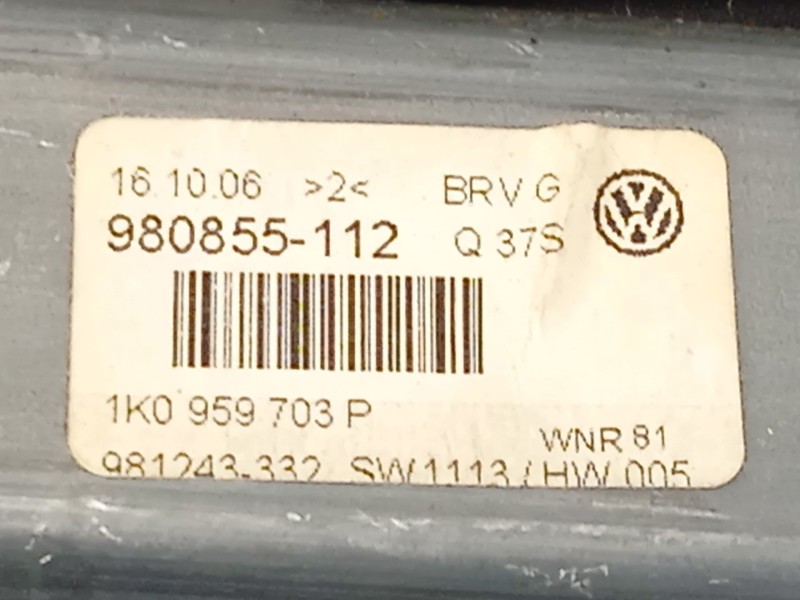 16.10.06 >2< BRV G
980855-112 Q 37S
1K0 959 703 P
WNR 81
981243-332 SW 1113 / HW 005